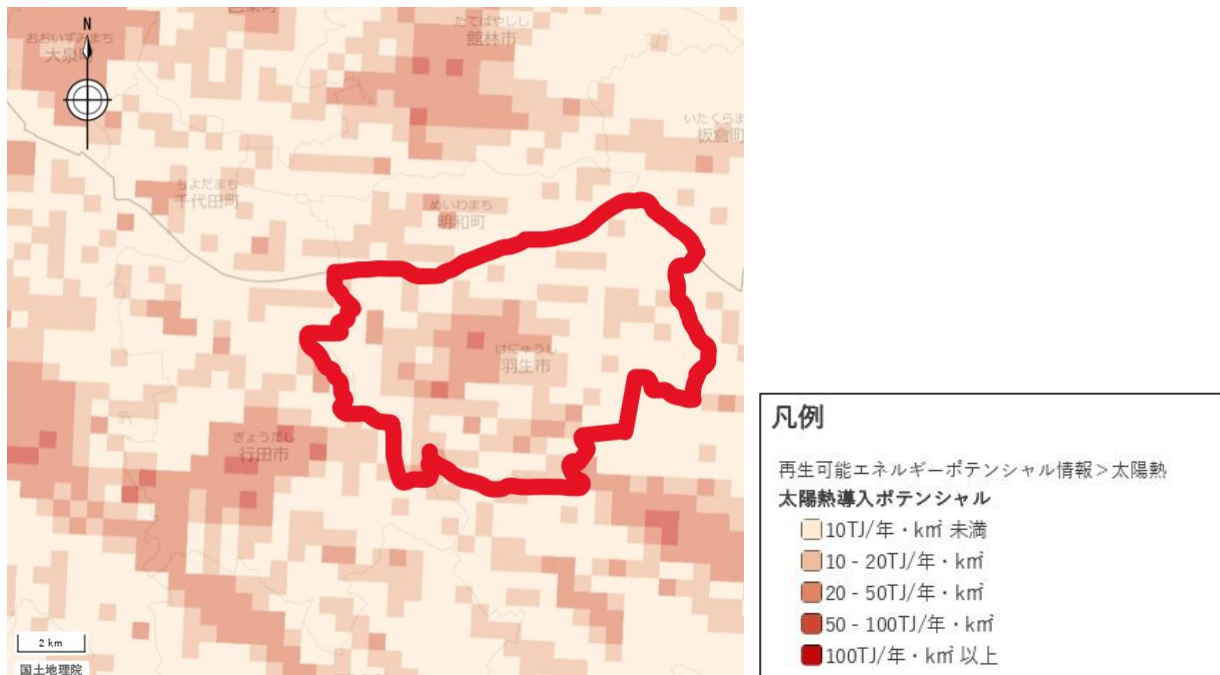 N
おおいずみまち
大泉町
たてばやしし
館林市
いたくらま
板倉町
ちよだまち
千代田町
めいわまち
明和町
はにゅうし
羽生市
ぎょうだし
行田市
2 km
国土地理院
凡例
再生可能エネルギーポテンシャル情報＞太陽熱
太陽熱導入ポテンシャル
10TJ/年・㎢ 未満
10 - 20TJ/年・㎢
20 - 50TJ/年・㎢
50 - 100TJ/年・㎢
100TJ/年・㎢ 以上